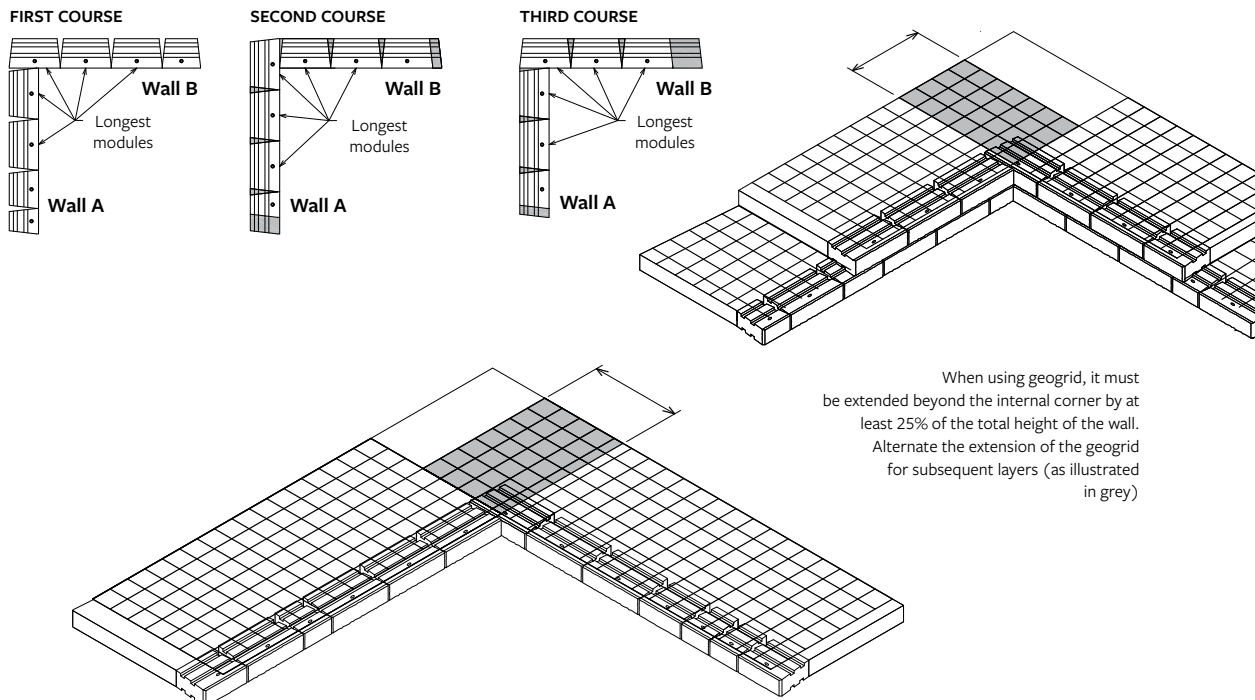 FIRST COURSE
Wall B
Longest
modules
Wall A
SECOND COURSE
Wall B
Longest
modules
Wall A
THIRD COURSE
Wall B
Longest
modules
Wall A
When using geogrid, it must
be extended beyond the internal corner by at
least 25% of the total height of the wall.
Alternate the extension of the geogrid
for subsequent layers (as illustrated
in grey)